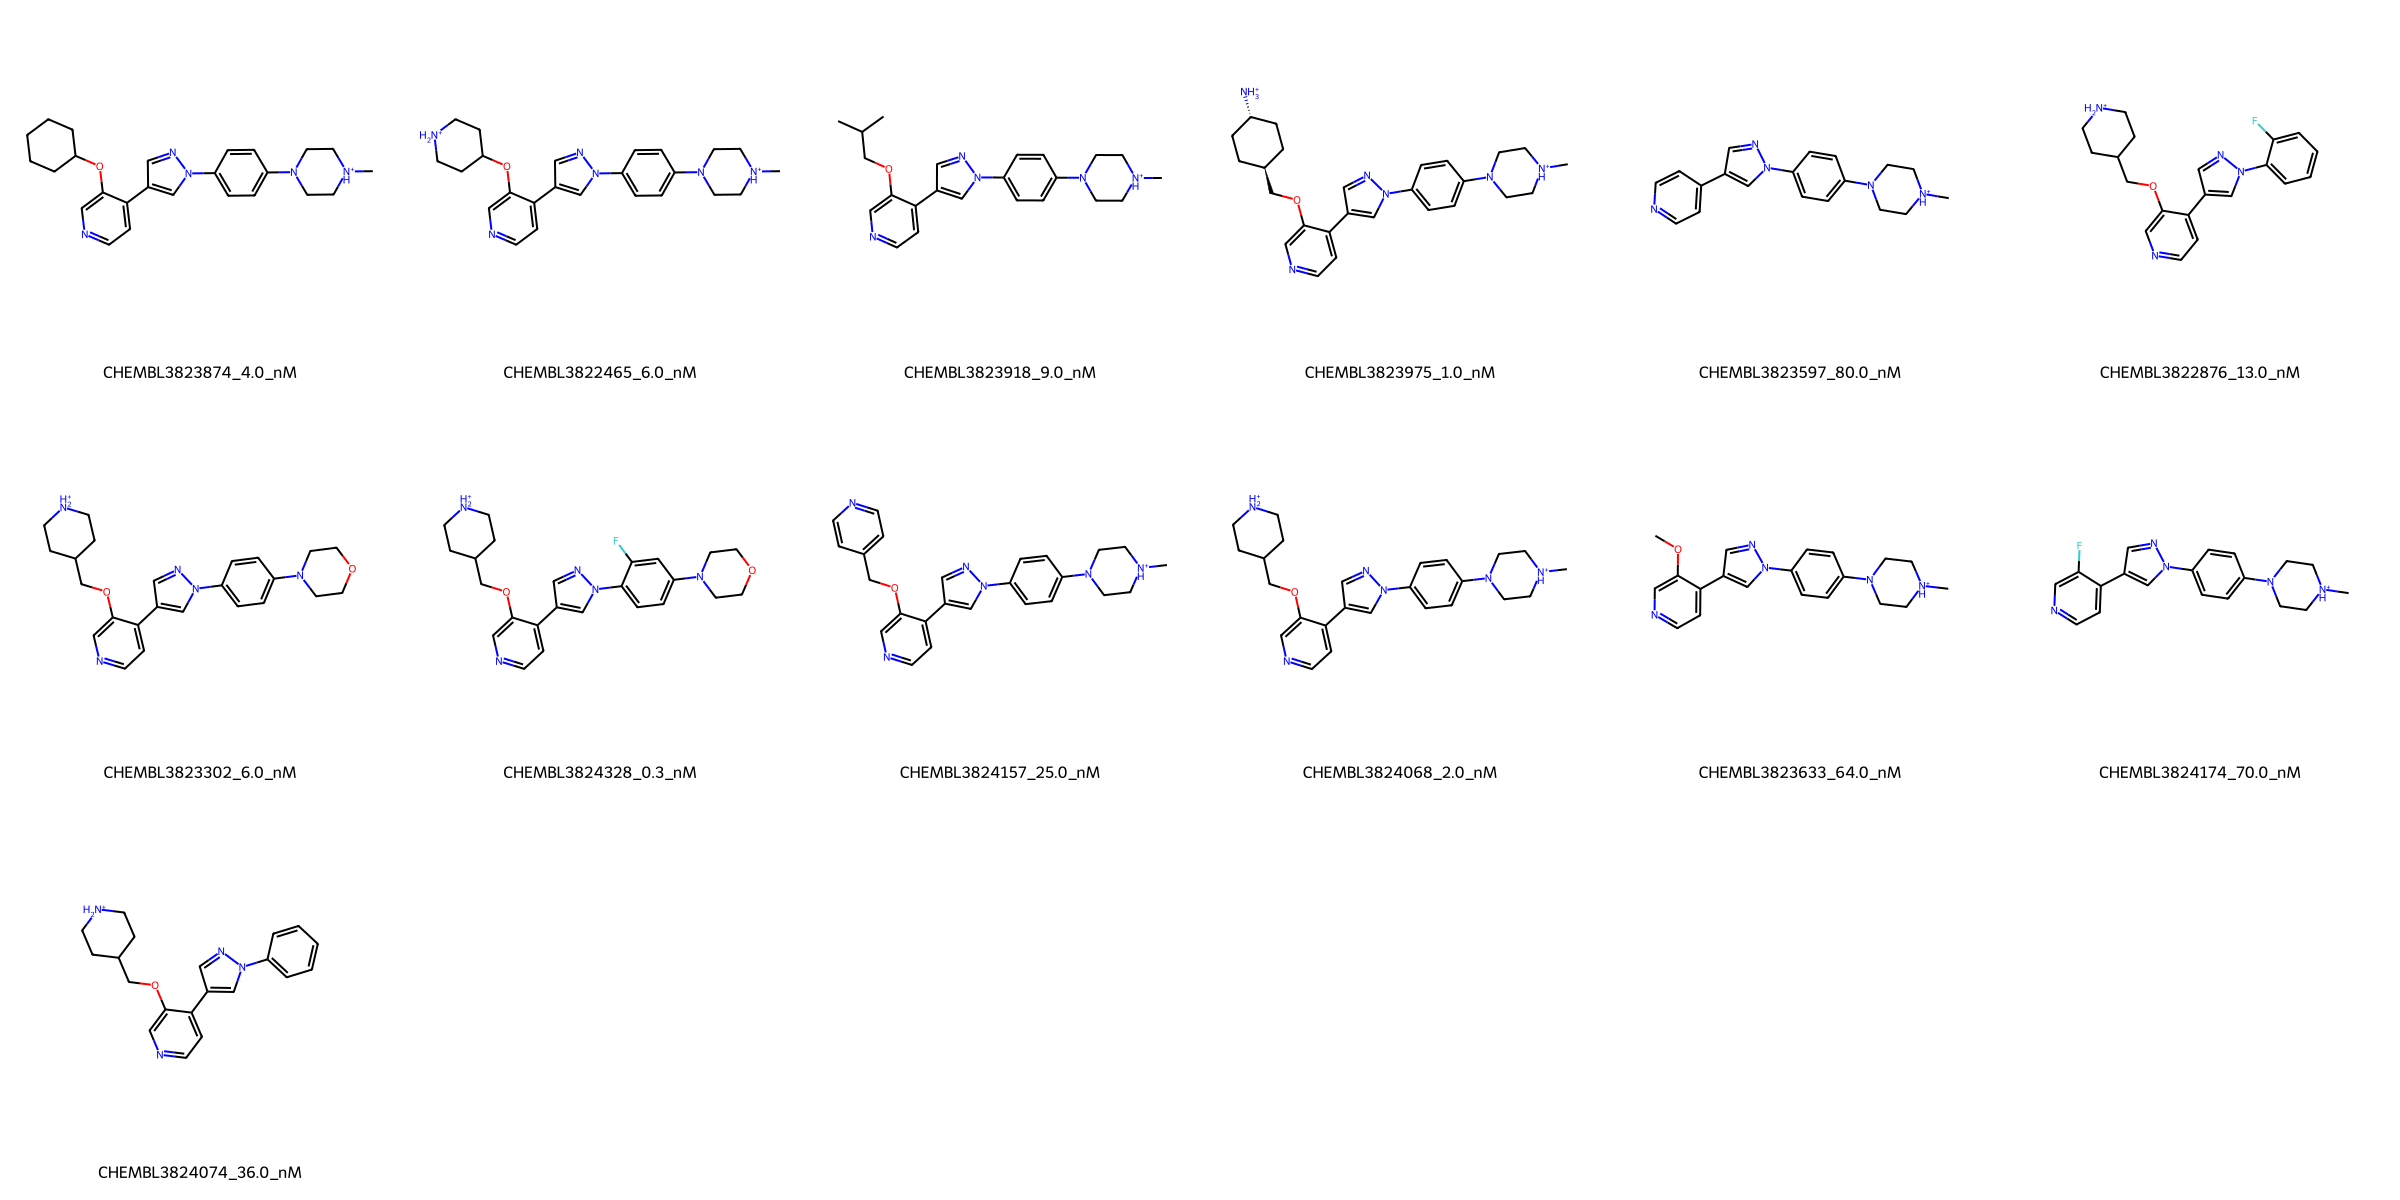 CHEMBL3823874_4.0_nM
CHEMBL3822465_6.0_nM
CHEMBL3823918_9.0_nM
CHEMBL3823975_1.0_nM
CHEMBL3823597_80.0_nM
CHEMBL3822876_13.0_nM
CHEMBL3823302_6.0_nM
CHEMBL3824328_0.3_nM
CHEMBL3824157_25.0_nM
CHEMBL3824068_2.0_nM
CHEMBL3823633_64.0_nM
CHEMBL3824174_70.0_nM
CHEMBL3824074_36.0_nM